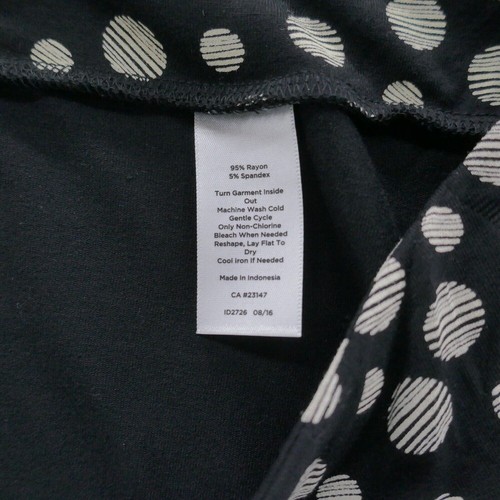 95% Rayon
5% Spandex
Turn Garment Inside
Out
Machine Wash Cold
Gentle Cycle
Only Non-Chlorine
Bleach When Needed
Reshape, Lay Flat To
Dry
Cool Iron If Needed
Made in Indonesia
CA #23147
ID2726 08/16